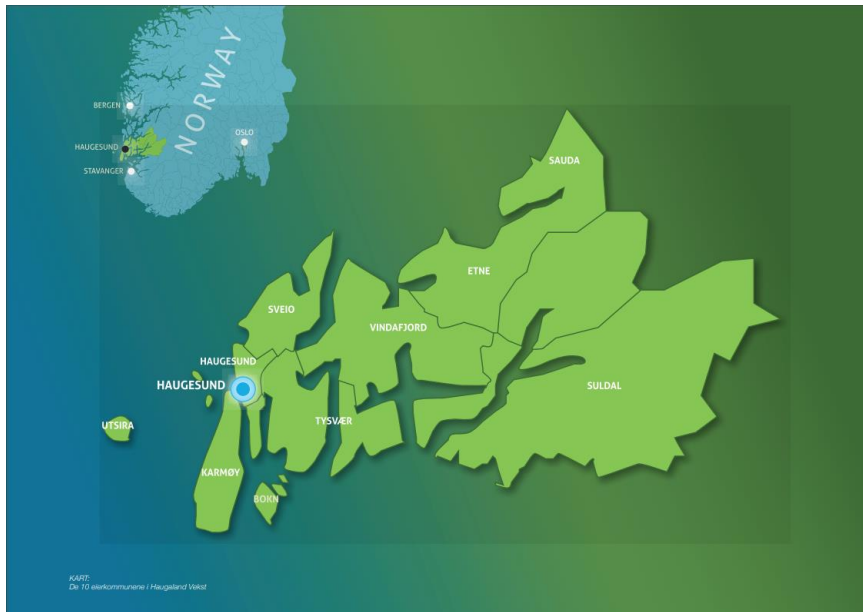 NORWAY
BERGEN
OSLO
HAUGESUND
STAVANGER
SAUDA
ETNE
SVEIO
VINDAFJORD
HAUGESUND
HAUGESUND
SULDAL
UTSIRA
TYSVÆR
KARMØY
BOKN
KART:
De 10 eierkommunene i Haugaland Vekst